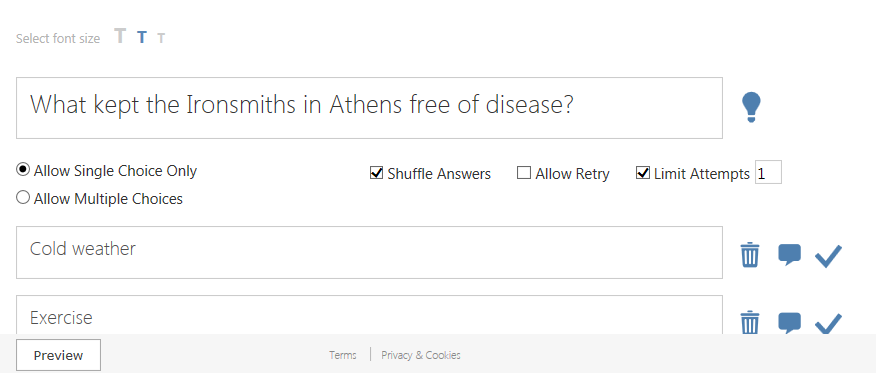 Select font size T T T
What kept the Ironsmiths in Athens free of disease?
Allow Single Choice Only Shuffle Answers Allow Retry Limit Attempts 1
Allow Multiple Choices
Cold weather
Exercise
Preview Terms Privacy & Cookies